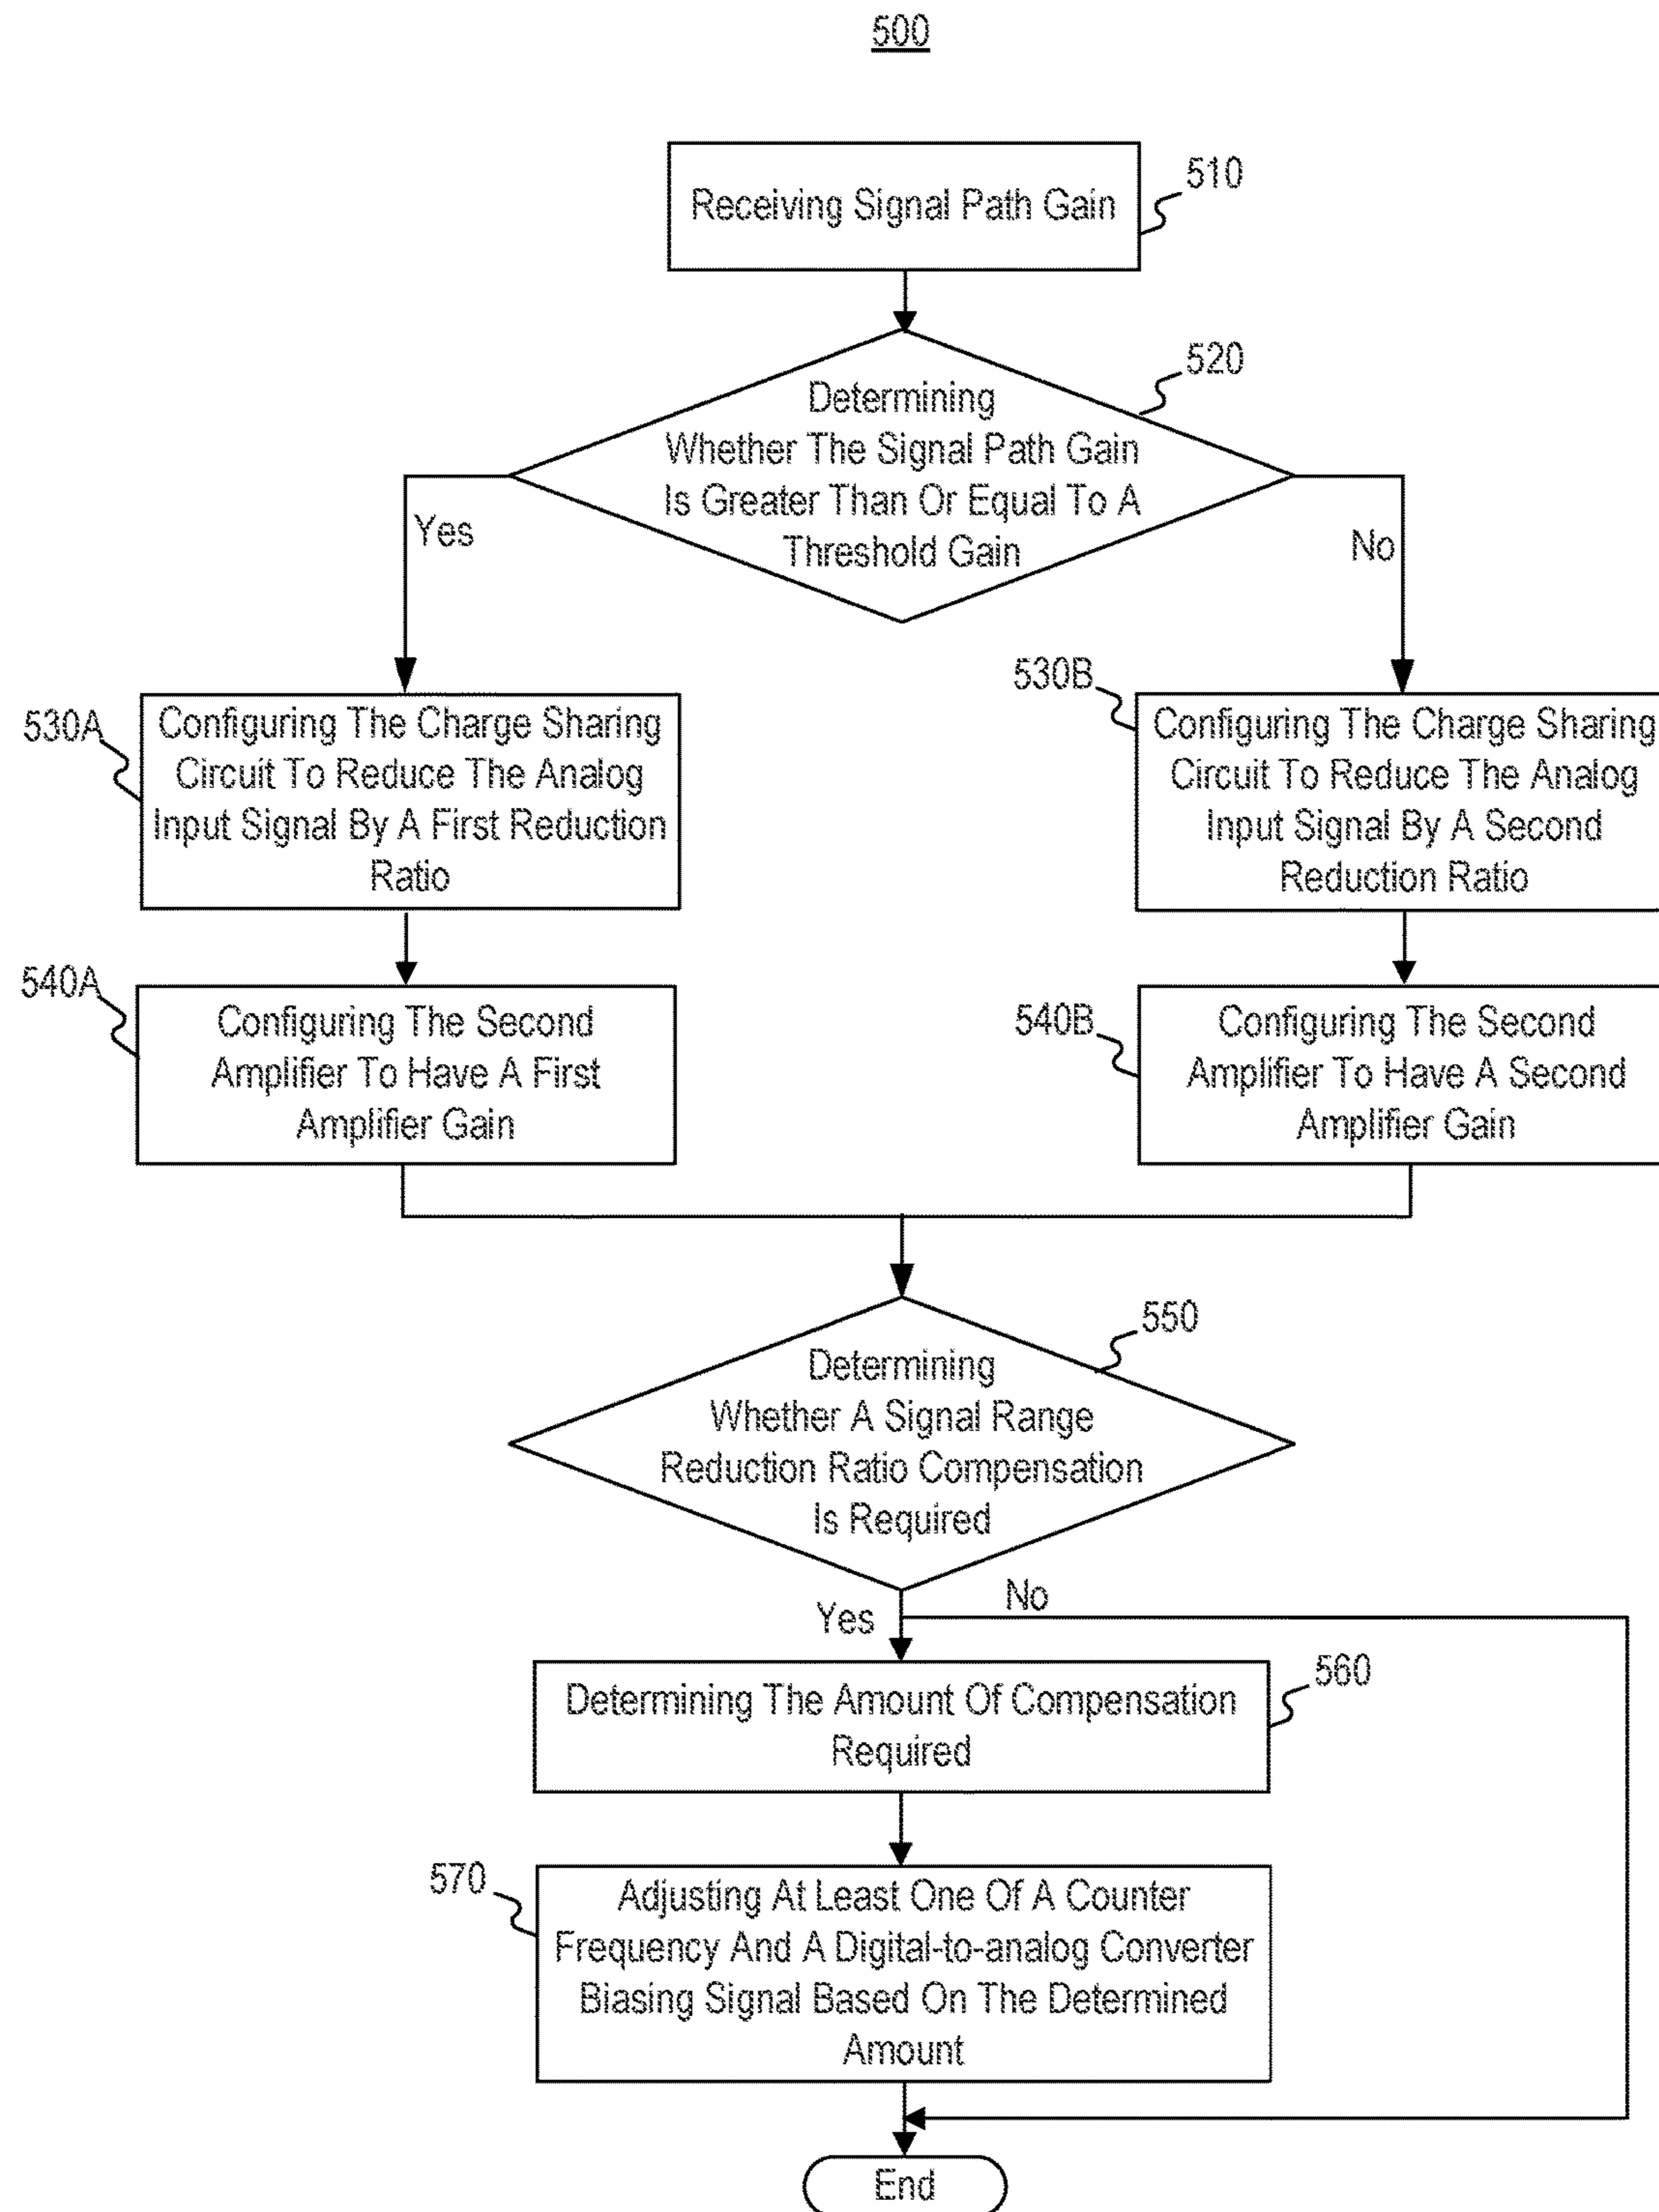 500
Receiving Signal Path Gain
510
Determining
Whether The Signal Path Gain
Is Greater Than Or Equal To A
Threshold Gain
520
Yes
No
530A
Configuring The Charge Sharing
Circuit To Reduce The Analog
Input Signal By A First Reduction
Ratio
530B
Configuring The Charge Sharing
Circuit To Reduce The Analog
Input Signal By A Second
Reduction Ratio
540A
Configuring The Second
Amplifier To Have A First
Amplifier Gain
540B
Configuring The Second
Amplifier To Have A Second
Amplifier Gain
550
Determining
Whether A Signal Range
Reduction Ratio Compensation
Is Required
Yes
No
560
Determining The Amount Of Compensation
Required
570
Adjusting At Least One Of A Counter
Frequency And A Digital-to-analog Converter
Biasing Signal Based On The Determined
Amount
End